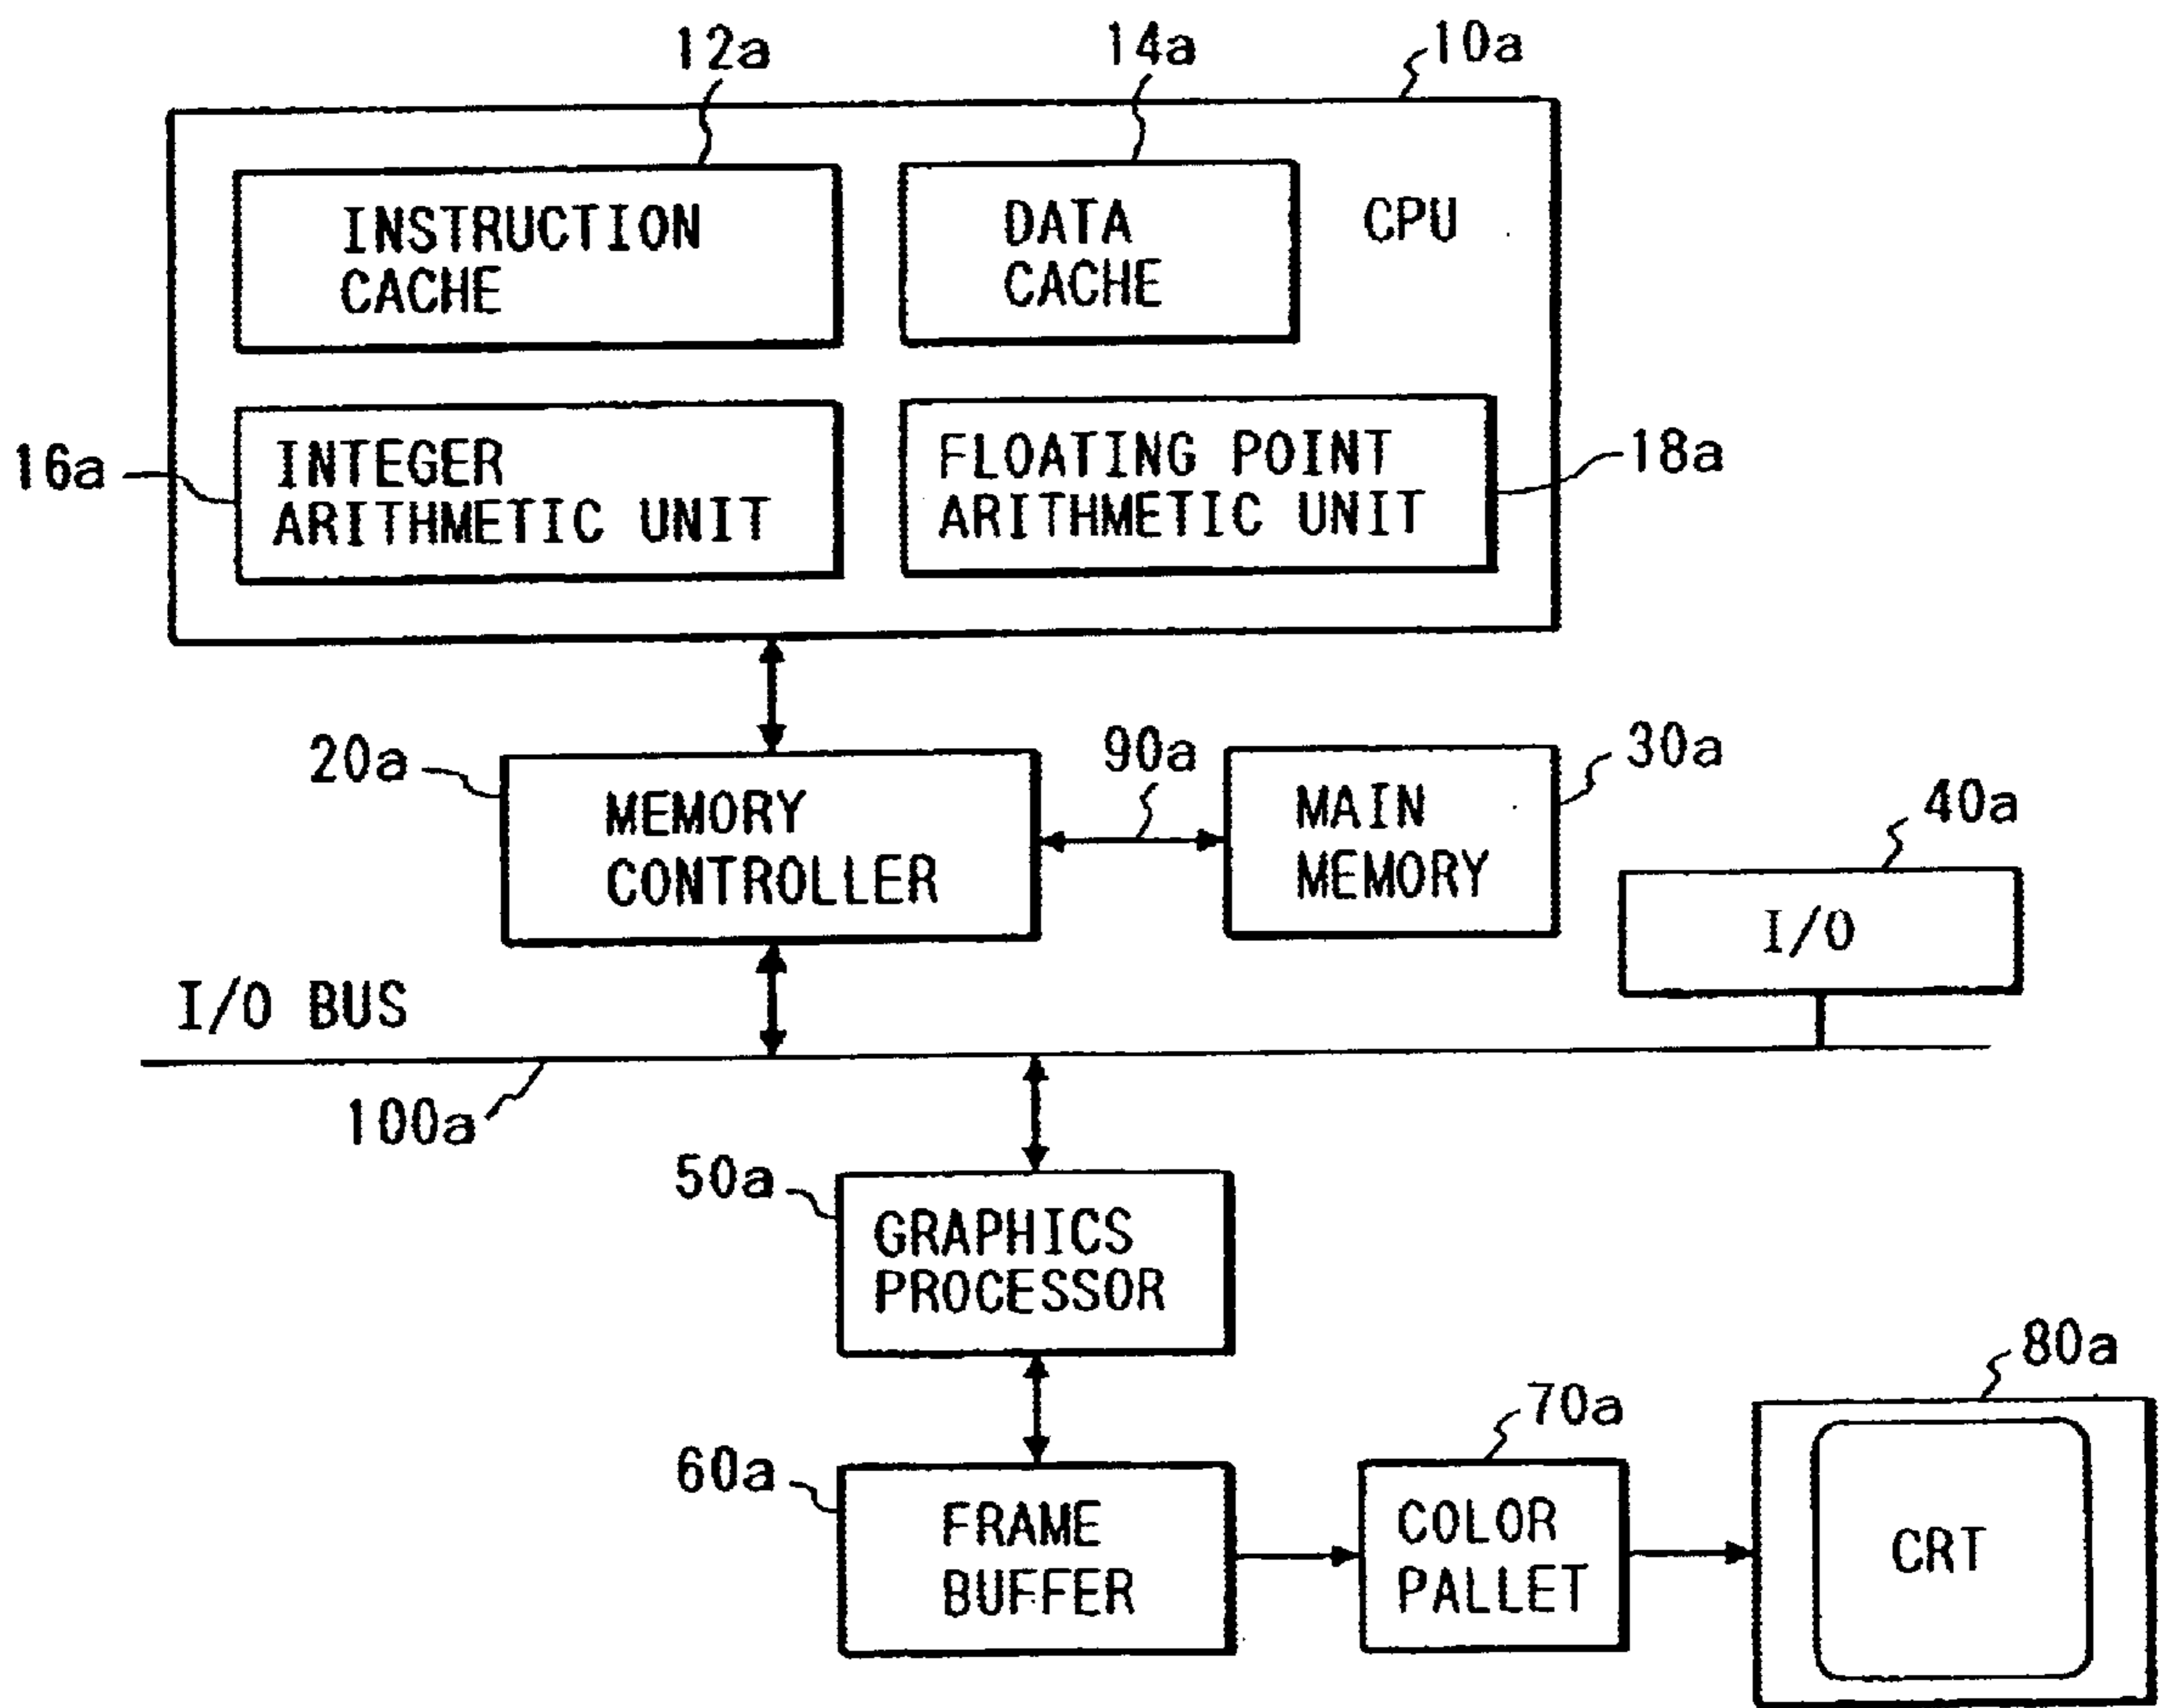 12a
14a
10a
INSTRUCTION
CACHE
DATA
CACHE
CPU
16a
INTEGER
ARITHMETIC UNIT
FLOATING POINT
ARITHMETIC UNIT
18a
20a
MEMORY
CONTROLLER
90a
MAIN
MEMORY
30a
40a
I/O
I/O BUS
100a
50a
GRAPHICS
PROCESSOR
60a
FRAME
BUFFER
70a
COLOR
PALLET
80a
CRT